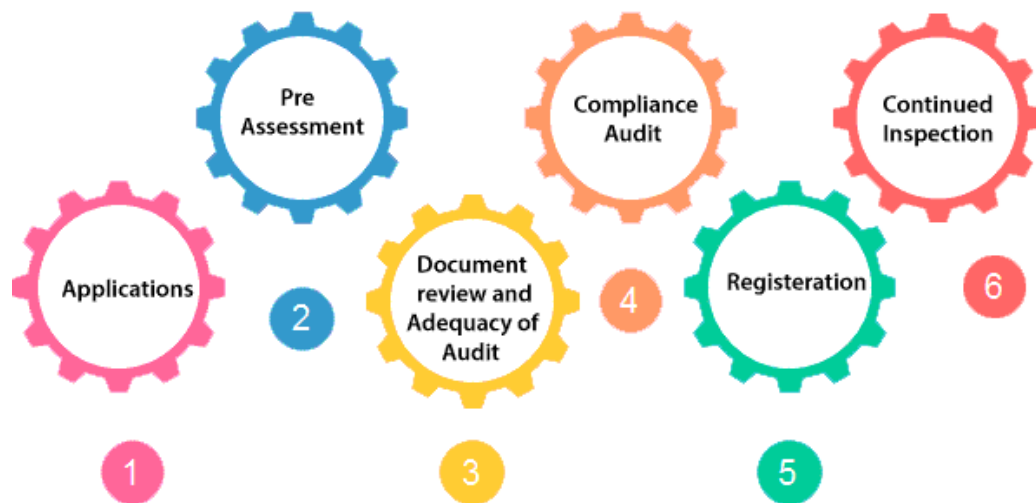 Applications
1
Pre
Assessment
2
Document
review and
Adequacy of
Audit
3
Compliance
Audit
4
Registeration
5
Continued
Inspection
6